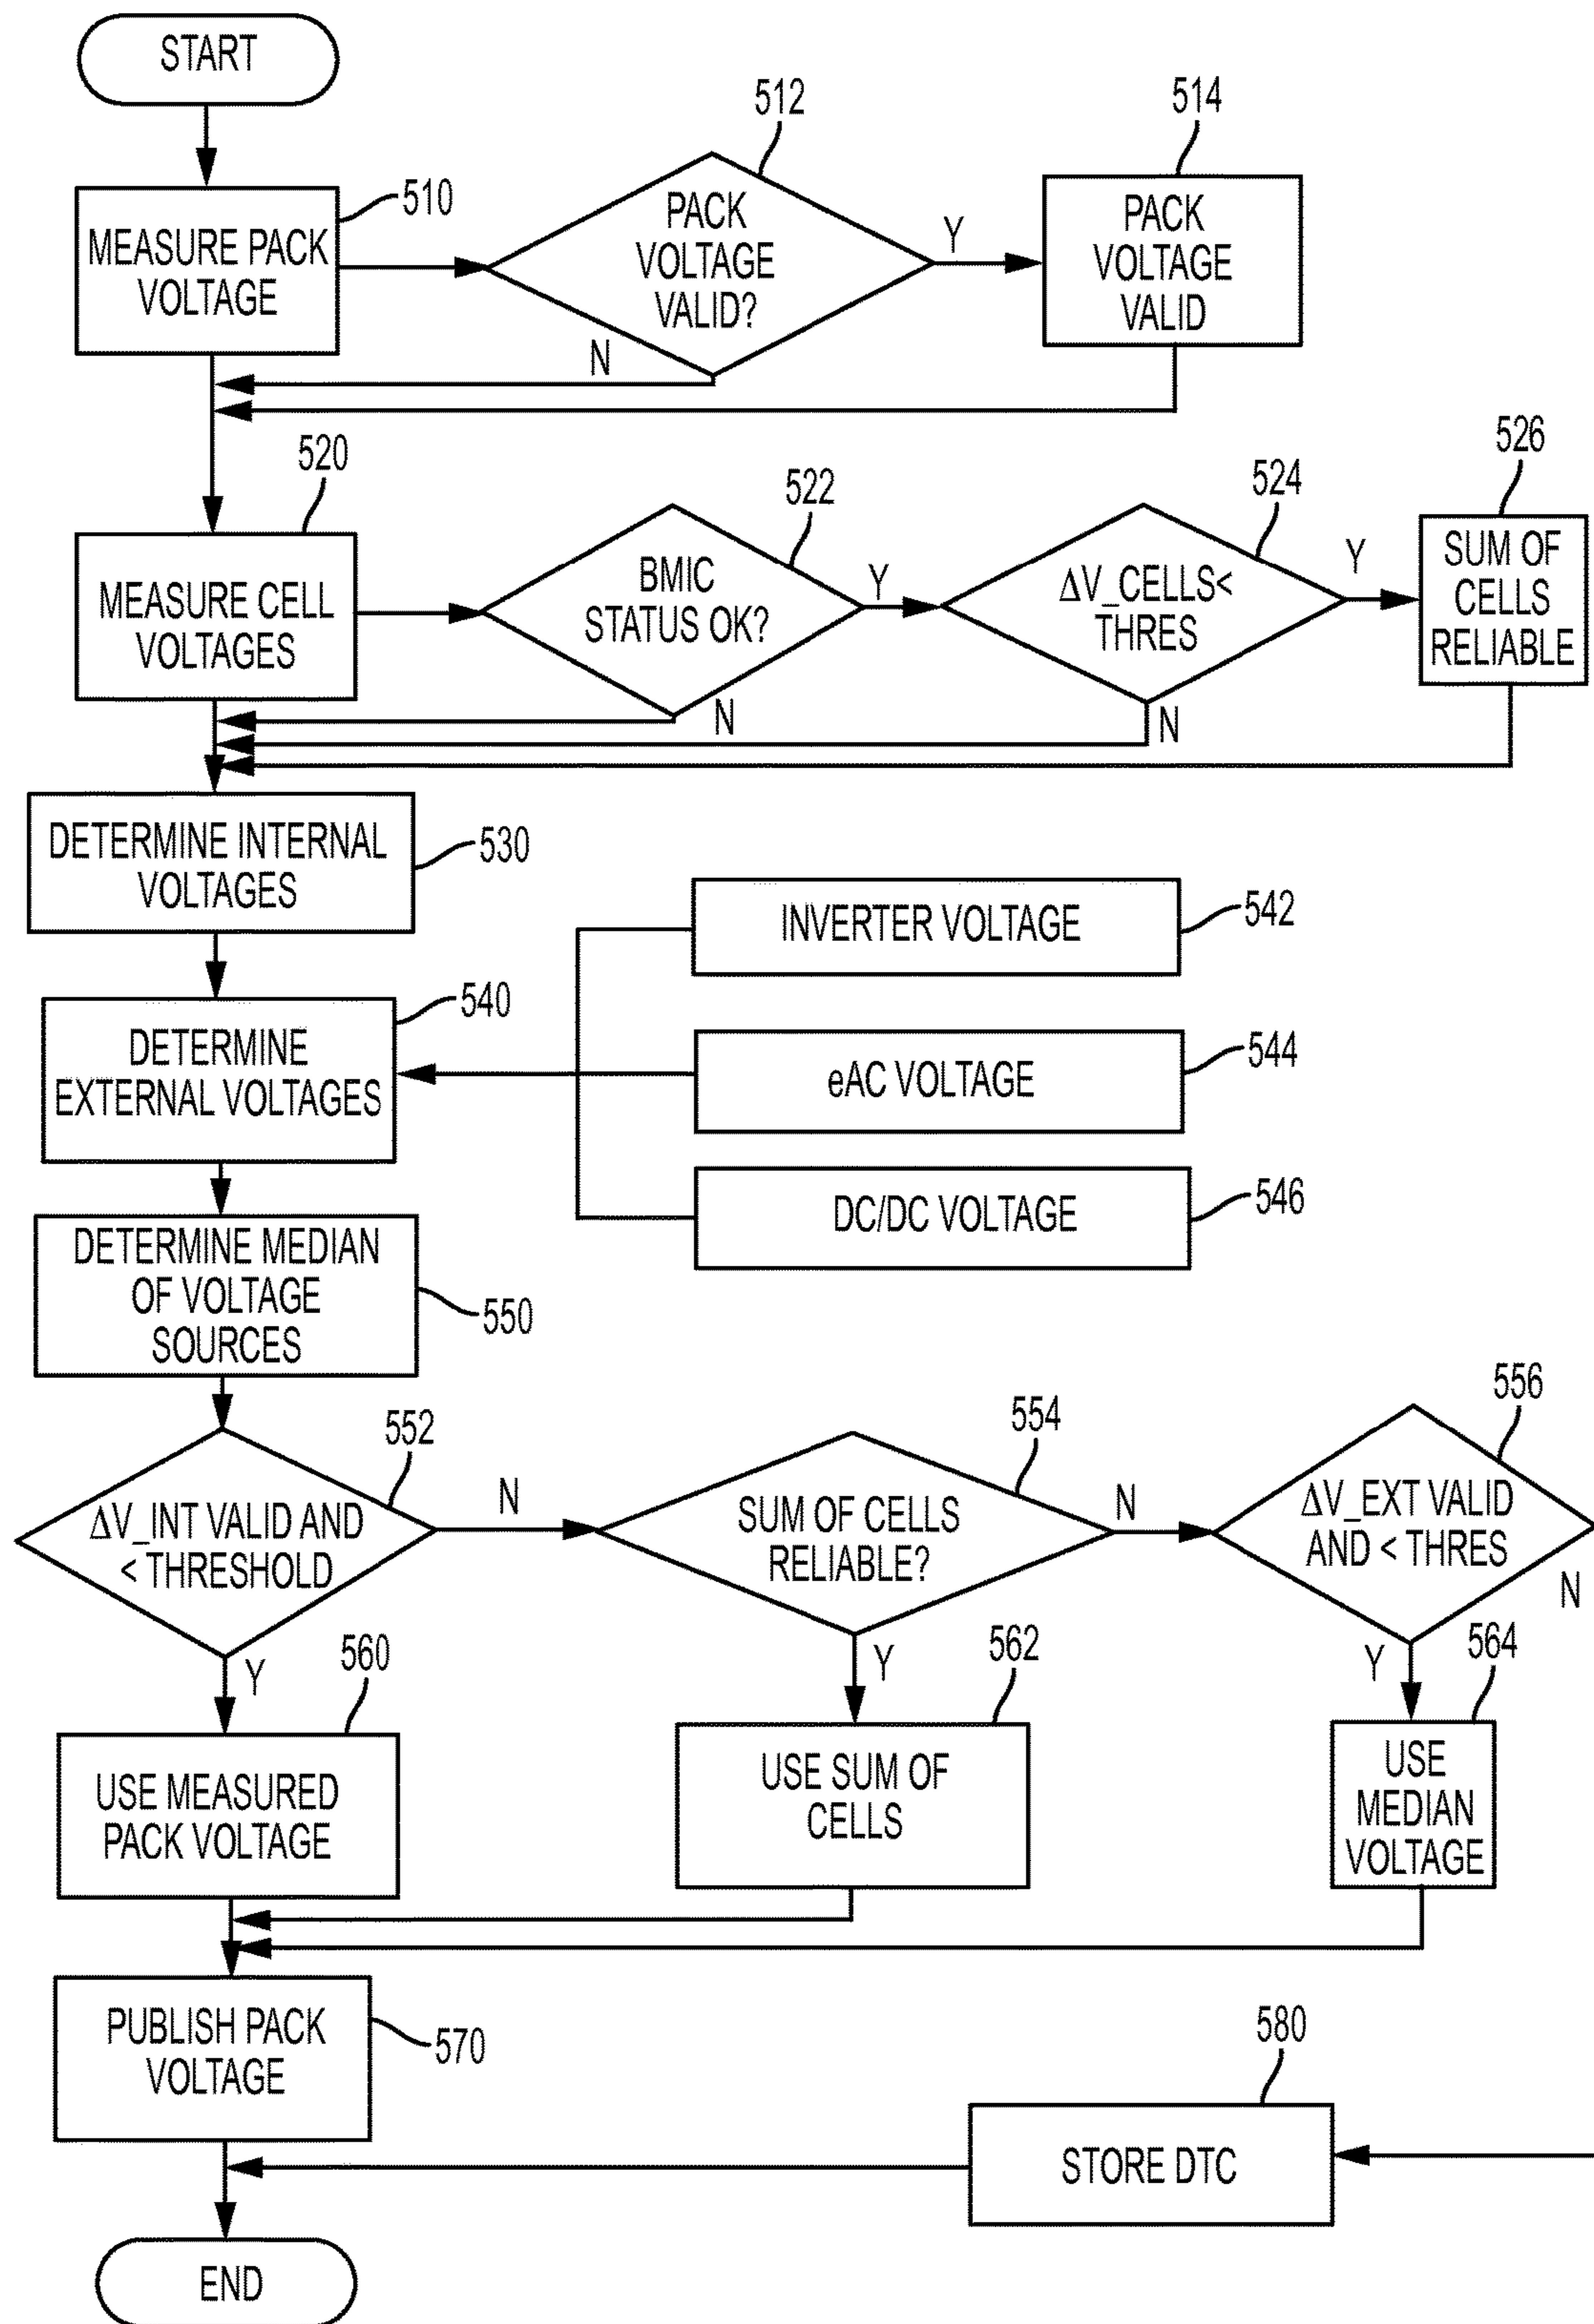 START
512
514
510
MEASURE PACK
VOLTAGE
PACK
VOLTAGE
VALID?
Y
N
PACK
VOLTAGE
VALID
520
522
524
526
MEASURE CELL
VOLTAGES
BMIC
STATUS OK?
Y
N
ΔV_CELLS<
THRES
Y
N
SUM OF
CELLS
RELIABLE
DETERMINE INTERNAL
VOLTAGES
530
INVERTER VOLTAGE
542
540
DETERMINE
EXTERNAL VOLTAGES
eAC VOLTAGE
544
DC/DC VOLTAGE
546
DETERMINE MEDIAN
OF VOLTAGE
SOURCES
550
552
554
556
ΔV_INT VALID AND
< THRESHOLD
N
Y
SUM OF CELLS
RELIABLE?
N
Y
ΔV_EXT VALID
AND < THRES
N
Y
560
562
564
USE MEASURED
PACK VOLTAGE
USE SUM OF
CELLS
USE
MEDIAN
VOLTAGE
PUBLISH PACK
VOLTAGE
570
580
STORE DTC
END